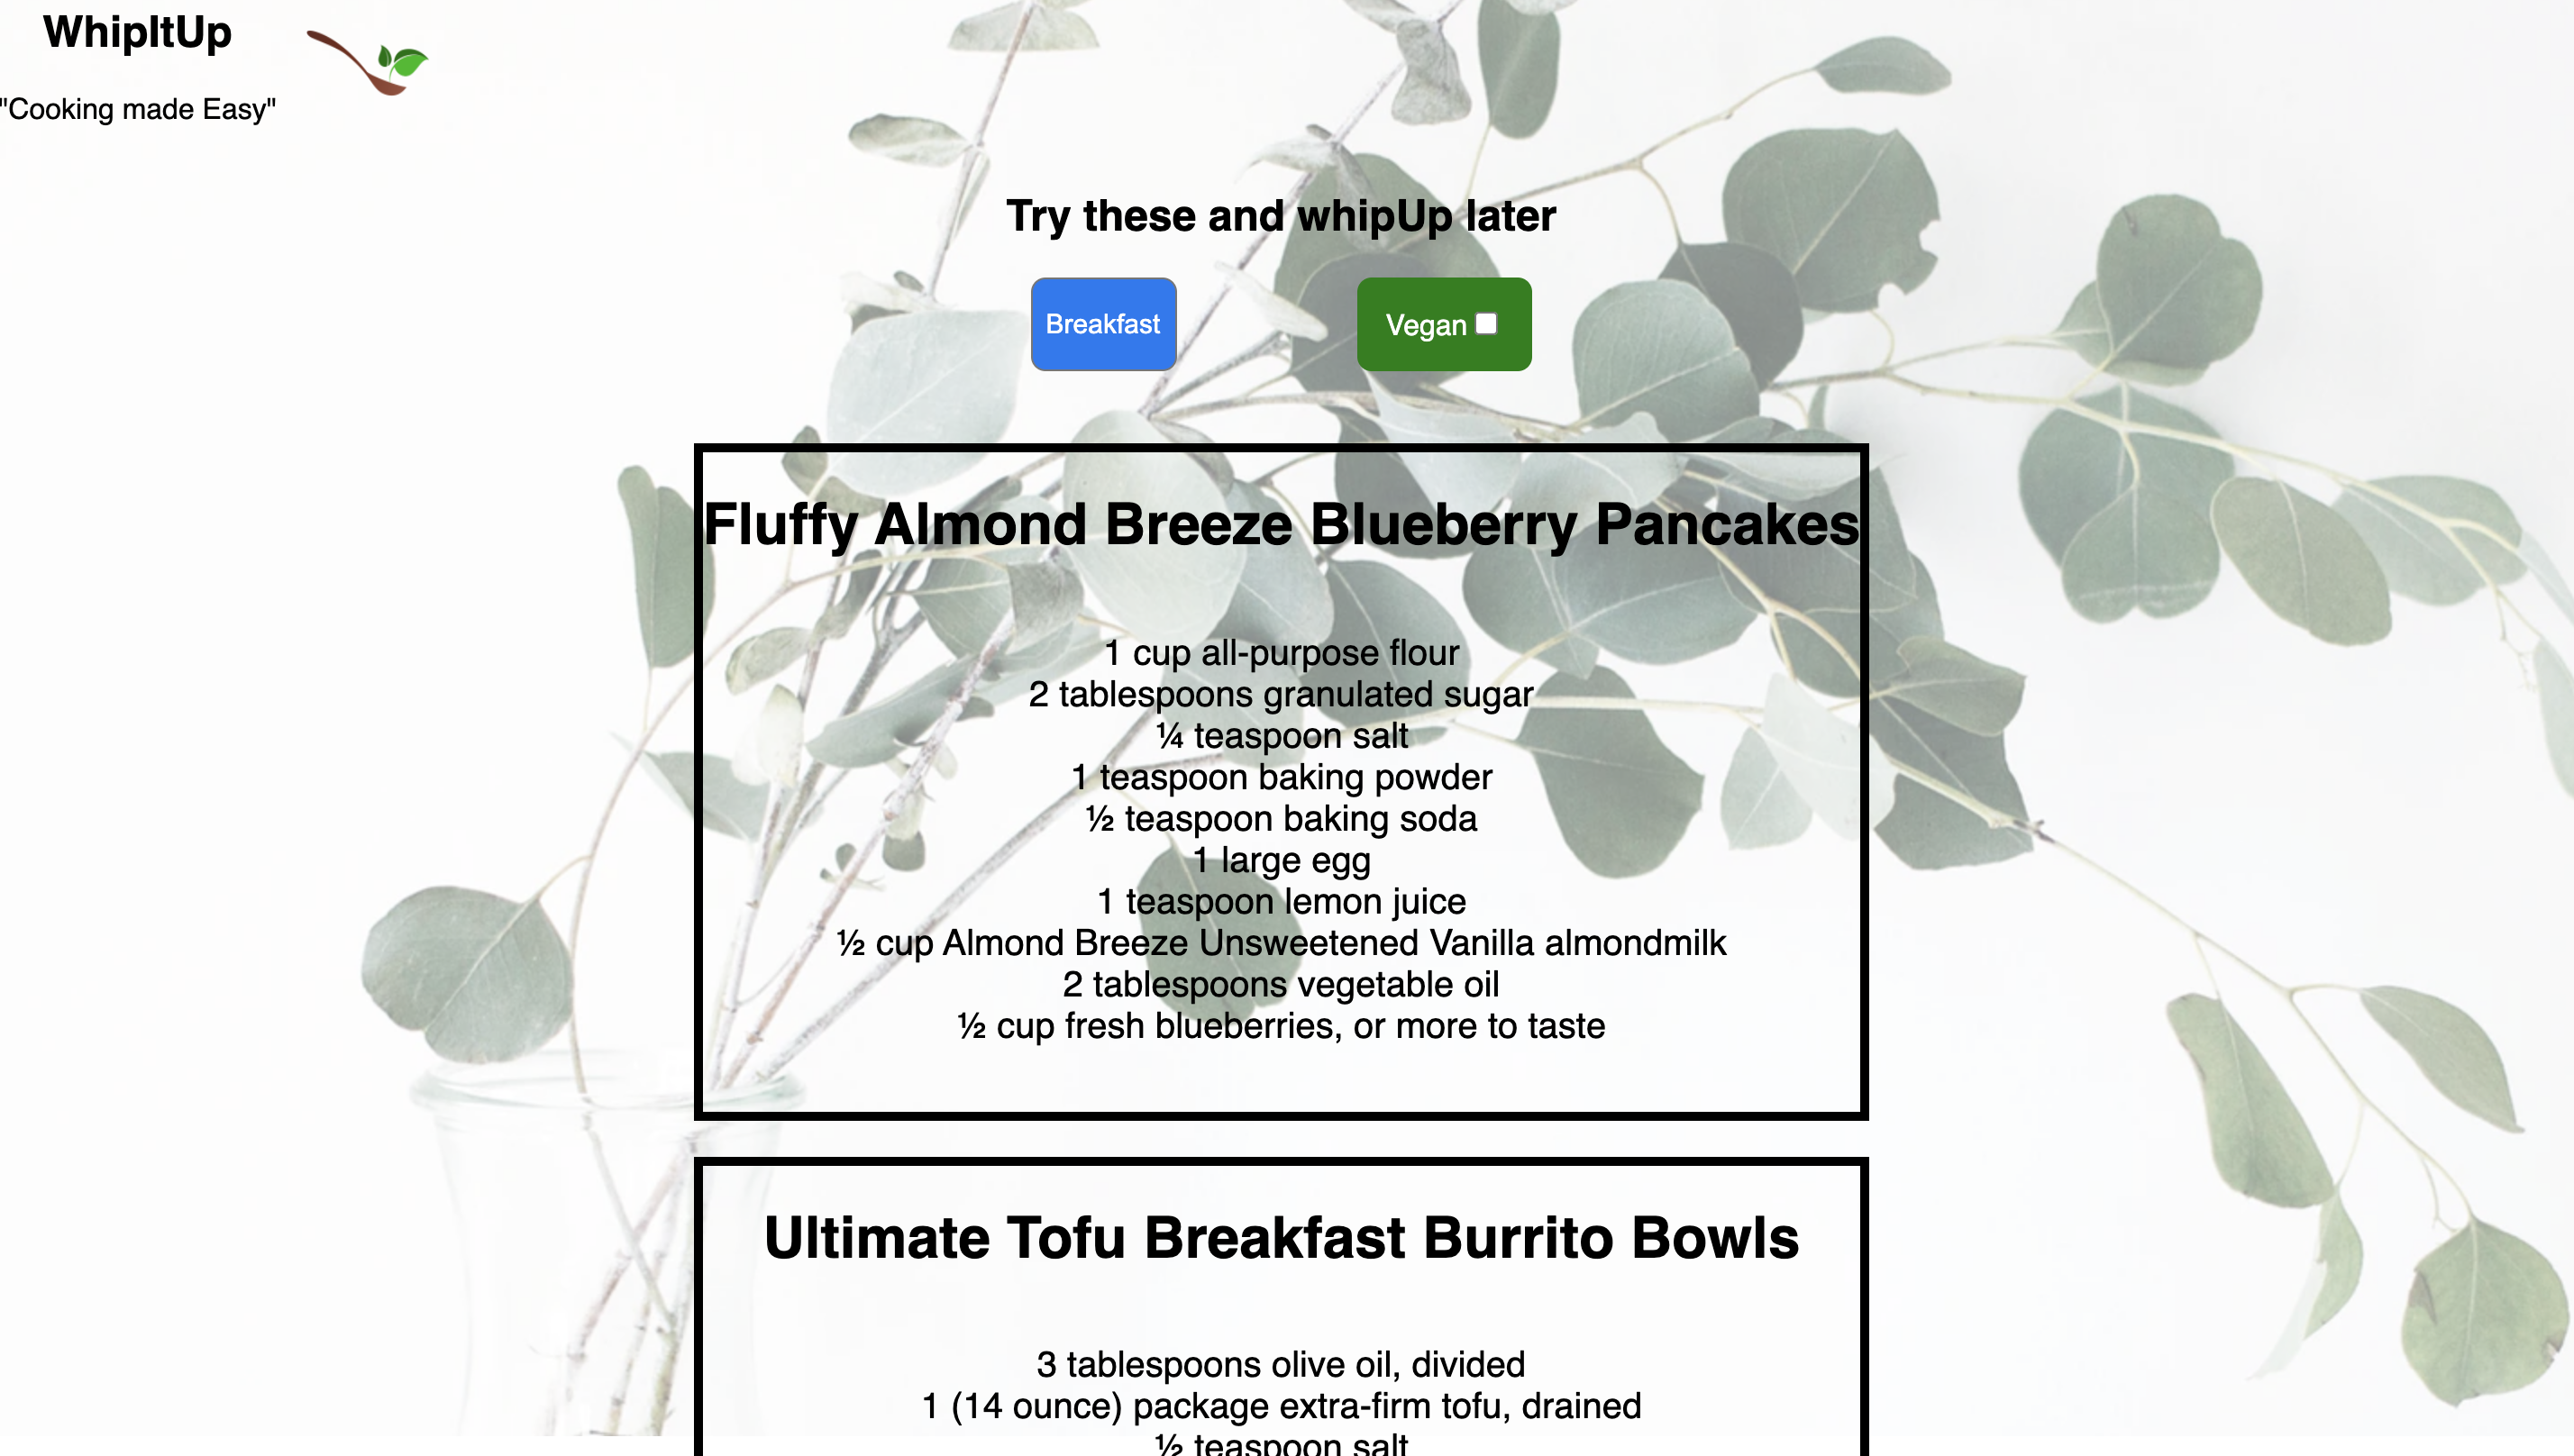 WhipItUp
"Cooking made Easy"
Try these and whipUp later
Breakfast
Vegan
Fluffy Almond Breeze Blueberry Pancakes
1 cup all-purpose flour
2 tablespoons granulated sugar
¼ teaspoon salt
1 teaspoon baking powder
½ teaspoon baking soda
1 large egg
1 teaspoon lemon juice
½ cup Almond Breeze Unsweetened Vanilla almondmilk
2 tablespoons vegetable oil
½ cup fresh blueberries, or more to taste
Ultimate Tofu Breakfast Burrito Bowls
3 tablespoons olive oil, divided
1 (14 ounce) package extra-firm tofu, drained
½ teaspoon salt